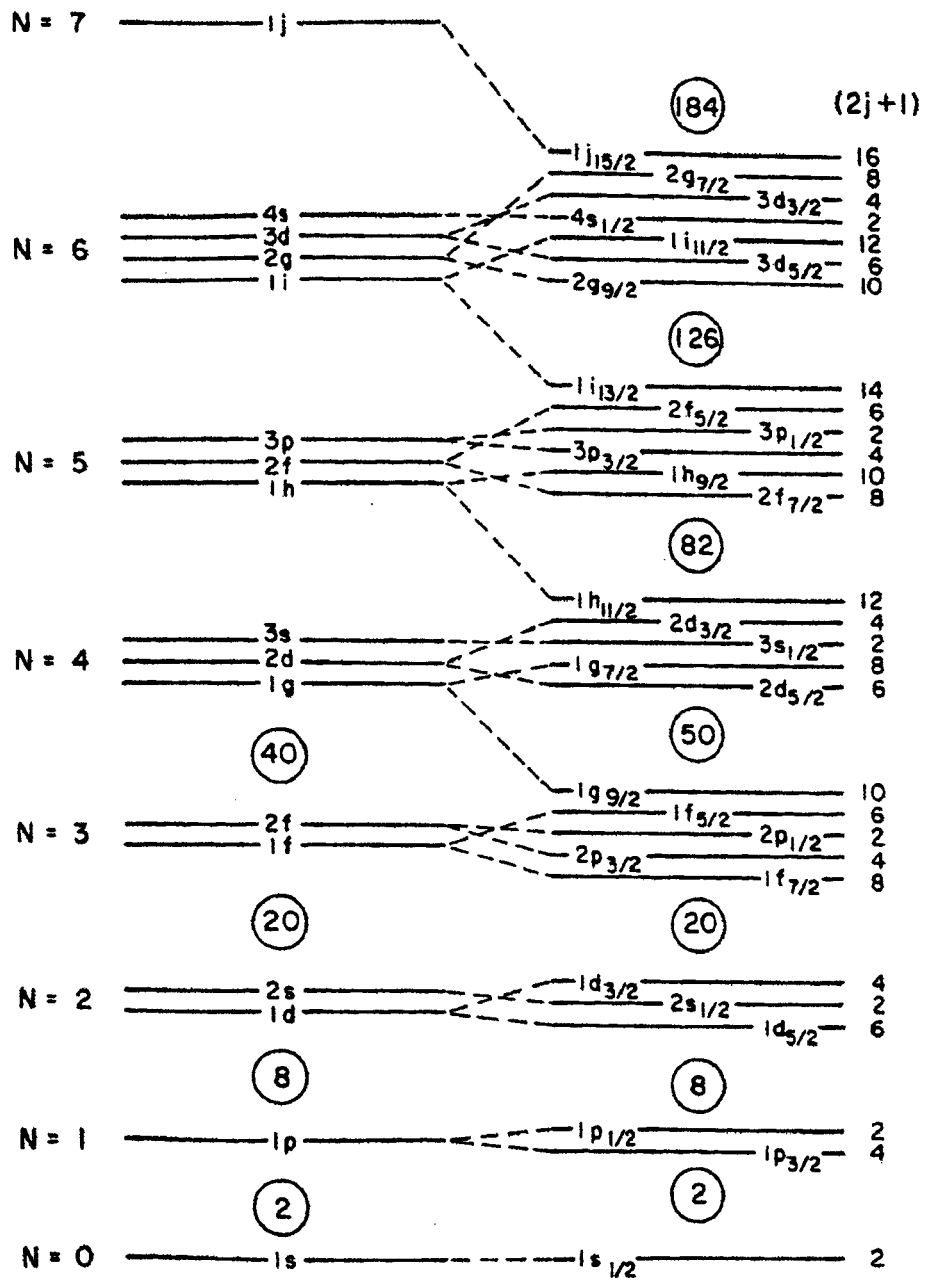 N = 7 1j
184 (2j+1)
1j15/2 16
2g7/2 8
3d3/2 4
4s 4s1/2 2
3d 1i11/2 12
N = 6 2g 3d5/2 6
1i 2g9/2 10
126
1i13/2 14
2f5/2 6
3p 3p1/2 2
N = 5 2f 3p3/2 4
1h 1h9/2 10
2f7/2 8
82
1h11/2 12
2d3/2 4
3s 3s1/2 2
N = 4 2d 1g7/2 8
1g 2d5/2 6
40 50
1g9/2 10
1f5/2 6
N = 3 2f 2p1/2 2
1f 2p3/2 4
1f7/2 8
20 20
1d3/2 4
N = 2 2s 2s1/2 2
1d 1d5/2 6
8 8
N = 1 1p 1p1/2 2
1p3/2 4
2 2
N = 0 1s 1s1/2 2